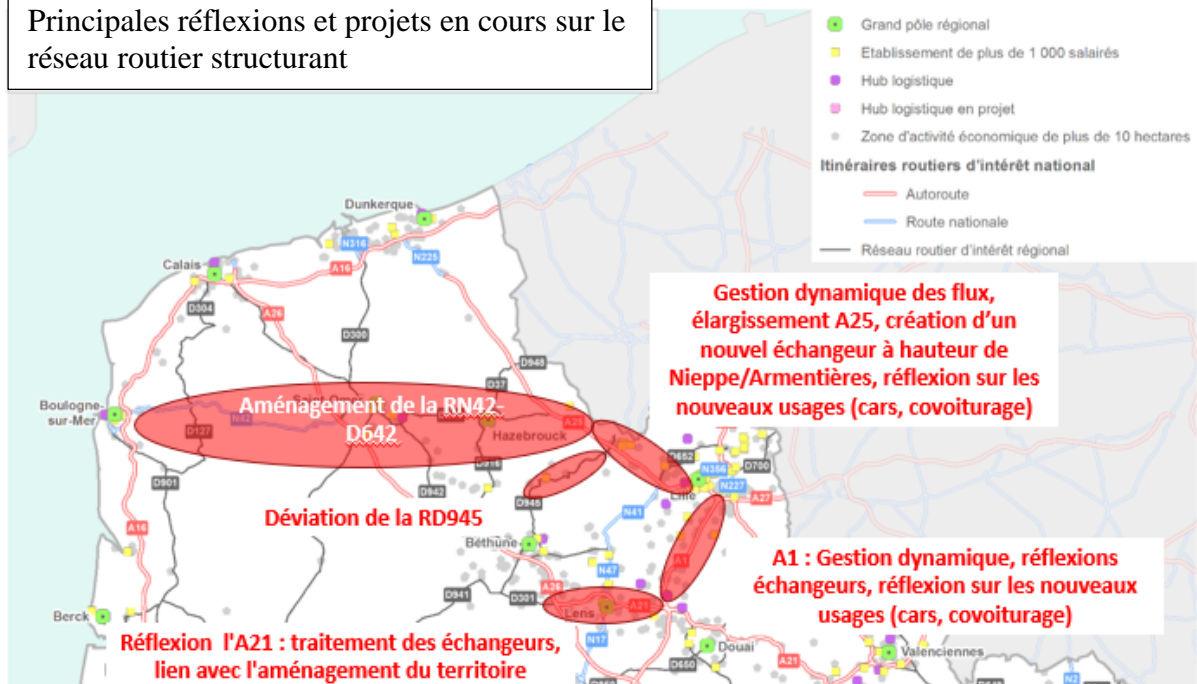 Principales réflexions et projets en cours sur le
réseau routier structurant
Grand pôle régional
Etablissement de plus de 1 000 salairés
Hub logistique
Hub logistique en projet
Zone d'activité économique de plus de 10 hectares
Itinéraires routiers d'intérêt national
Autoroute
Route nationale
Réseau routier d'intérêt régional
Dunkerque
N316
N225
A16
Calais
D304
A26
D300
D948
D37
Gestion dynamique des flux,
élargissement A25, création d'un
nouvel échangeur à hauteur de
Nieppe/Armentières, réflexion sur les
nouveaux usages (cars, covoiturage)
Boulogne-
sur-Mer
Aménagement de la RN42-
D642
Saint-Omer
N42
D127
A25
Hazebrouck
D916
D942
D901
D945
D652
N356
D700
N227
Lille
A27
N41
Déviation de la RD945
A16
Béthune
N47
A26
A1
A1 : Gestion dynamique, réflexions
échangeurs, réflexion sur les nouveaux
usages (cars, covoiturage)
D941
D301
Lens
A21
N17
Berck
Réflexion l'A21 : traitement des échangeurs,
lien avec l'aménagement du territoire
Douai
D650
A21
Valenciennes
N2